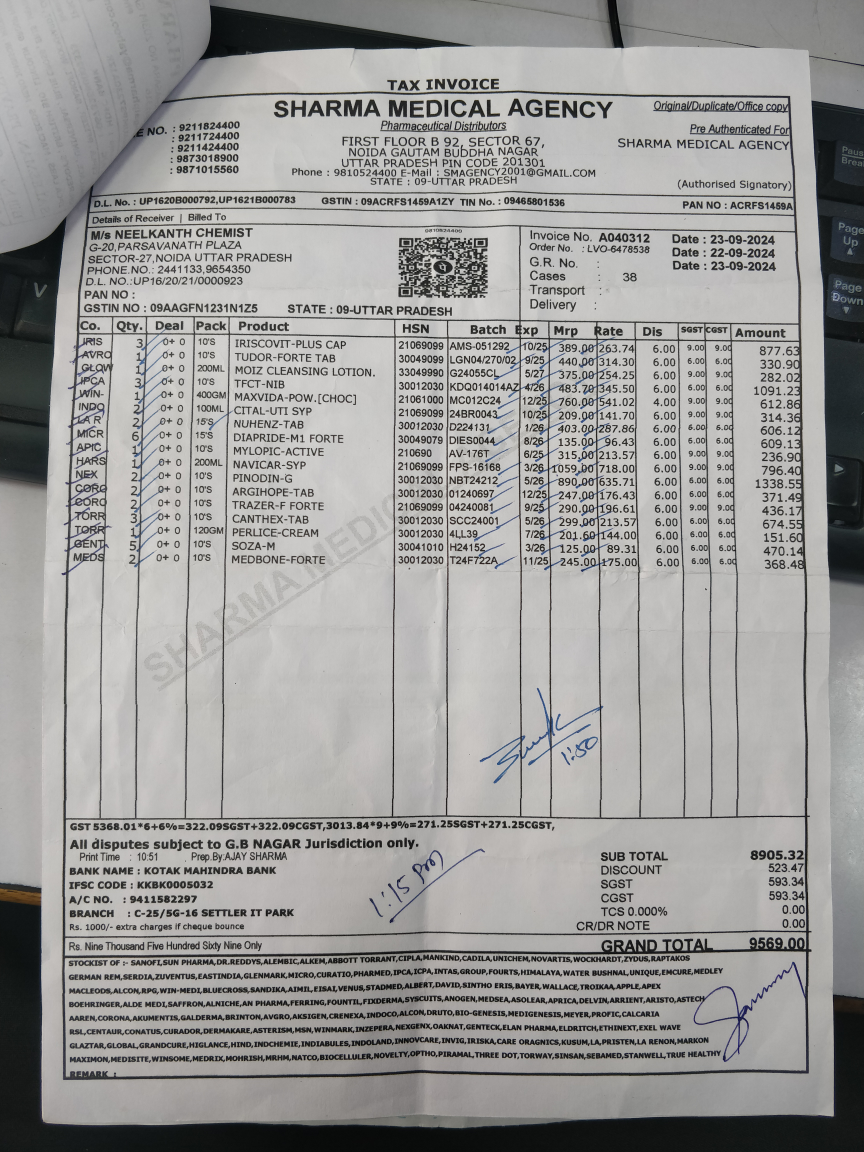 TAX INVOICE
SHARMA MEDICAL AGENCY
Original/Duplicate/Office copy
Pharmaceutical Distributors
Pre Authenticated For
FIRST FLOOR B 92, SECTOR 67,
SHARMA MEDICAL AGENCY
NOIDA GAUTAM BUDDHA NAGAR
UTTAR PRADESH PIN CODE 201301
Phone : 9810524400 E-Mail : SMAGENCY2001@GMAIL.COM
STATE : 09-UTTAR PRADESH
(Authorised Signatory)
E NO. : 9211824400
: 9211724400
: 9211424400
: 9873018900
: 9871015560
D.L. No. : UP1620B000792,UP1621B000783 GSTIN : 09ACRFS1459A1ZY TIN No. : 09465801536 PAN NO : ACRFS1459A
Details of Receiver | Billed To
M/s NEELKANTH CHEMIST
G-20,PARSAVANATH PLAZA
SECTOR-27,NOIDA UTTAR PRADESH
PHONE.NO.: 2441133,9654350
D.L.NO.: UP16/20/21/0000923
PAN NO :
GSTIN NO : 09AAGFN1231N1Z5 STATE : 09-UTTAR PRADESH
9810524400
Invoice No. A040312 Date : 23-09-2024
Order No. : LVO-6478538 Date : 22-09-2024
G.R. No. : Date : 23-09-2024
Cases : 38
Transport :
Delivery :
Co. Qty. Deal Pack Product HSN Batch Exp Mrp Rate Dis SGST CGST Amount
IRIS 3 0+ 0 10'S IRISCOVIT-PLUS CAP 21069099 AMS-051292 10/25 389.00 263.74 6.00 9.00 9.00 877.63
AVRO 1 0+ 0 10'S TUDOR-FORTE TAB 30049099 LGN04/270/02 9/25 440.00 314.30 6.00 6.00 6.00 330.90
GLOW 1 0+ 0 200ML MOIZ CLEANSING LOTION. 33049990 G24055CL 5/27 375.00 254.25 6.00 9.00 9.00 282.02
IPCA 3 0+ 0 10'S TFCT-NIB 30012030 KDQ014014AZ 4/26 483.70 345.50 6.00 6.00 6.00 1091.23
WIN- 1 0+ 0 400GM MAXVIDA-POW.[CHOC] 21061000 MC012C24 12/25 760.00 541.02 4.00 9.00 9.00 612.86
INDO 2 0+ 0 100ML CITAL-UTI SYP 21069099 24BR0043 10/25 209.00 141.70 6.00 9.00 9.00 314.36
LA R 2 0+ 0 15'S NUHENZ-TAB 30012030 D224131 1/26 403.00 287.86 6.00 6.00 6.00 606.12
MICR 6 0+ 0 15'S DIAPRIDE-M1 FORTE 30049079 DIES0044 8/26 135.00 96.43 6.00 6.00 6.00 609.13
APIC 1 0+ 0 10'S MYLOPIC-ACTIVE 210690 AV-176T 6/25 315.00 213.57 6.00 9.00 9.00 236.90
HARS 1 0+ 0 200ML NAVICAR-SYP 21069099 FPS-16168 3/26 1059.00 718.00 6.00 9.00 9.00 796.40
NEX 2 0+ 0 10'S PINODIN-G 30012030 NBT24212 5/26 890.00 635.71 6.00 6.00 6.00 1338.55
CORO 2 0+ 0 10'S ARGIHOPE-TAB 30012030 01240697 12/25 247.00 176.43 6.00 6.00 6.00 371.49
CORO 2 0+ 0 10'S TRAZER-F FORTE 21069099 04240081 9/25 290.00 196.61 6.00 9.00 9.00 436.17
TORR 3 0+ 0 10'S CANTHEX-TAB 30012030 SCC24001 5/26 299.00 213.57 6.00 6.00 6.00 674.55
TORR 1 0+ 0 120GM PERLICE-CREAM 30012030 4LL39 7/26 201.60 144.00 6.00 6.00 6.00 151.60
GENT 5 0+ 0 10'S SOZA-M 30041010 H24152 3/26 125.00 89.31 6.00 6.00 6.00 470.14
MEDS 2 0+ 0 10'S MEDBONE-FORTE 30012030 T24F722A 11/25 245.00 175.00 6.00 6.00 6.00 368.48
1:50
GST 5368.01*6+6%=322.09SGST+322.09CGST,3013.84*9+9%=271.25SGST+271.25CGST,
All disputes subject to G.B NAGAR Jurisdiction only.
Print Time : 10:51 Prep.By:AJAY SHARMA
BANK NAME : KOTAK MAHINDRA BANK
IFSC CODE : KKBK0005032
A/C NO. : 9411582297
BRANCH : C-25/5G-16 SETTLER IT PARK
Rs. 1000/- extra charges if cheque bounce
1:15 Pm
SUB TOTAL 8905.32
DISCOUNT 523.47
SGST 593.34
CGST 593.34
TCS 0.000% 0.00
CR/DR NOTE 0.00
Rs. Nine Thousand Five Hundred Sixty Nine Only GRAND TOTAL 9569.00
STOCKIST OF :- SANOFI,SUN PHARMA,DR.REDDYS,ALEMBIC,ALKEM,ABBOTT TORRANT,CIPLA,MANKIND,CADILA,UNICHEM,NOVARTIS,WOCKHARDT,ZYDUS,RAPTAKOS
GERMAN REM,SERDIA,ZUVENTUS,EASTINDIA,GLENMARK,MICRO,CURATIO,PHARMED,IPCA,ICPA,INTAS,GROUP,FOURTS,HIMALAYA,WATER BUSHNAL,UNIQUE,EMCURE,MEDLEY
MACLEODS,ALCON,RPG,WIN-MEDI,BLUECROSS,SANDIKA,AIMIL,EISAI,VENUS,STADMED,ALBERT,DAVID,SINTHO ERIS,BAYER,WALLACE,TROIKAA,APPLE,APEX
BOEHRINGER,ALDE MEDI,SAFFRON,ALNICHE,AN PHARMA,FERRING,FOUNTIL,FIXDERMA,SYSCUITS,ANOGEN,MEDSEA,ASOLEAR,APRICA,DELVIN,ARRIENT,ARISTO,ASTECH
AAREN,CORONA,AKUMENTIS,GALDERMA,BRINTON,AVGRO,AKSIGEN,CRENEXA,INDOCO,ALCON,DRUTO,BIO-GENESIS,MEDIGENESIS,MEYER,PROFIC,CALCARIA
RSL,CENTAUR,CONATUS,CURADOR,DERMAKARE,ASTERISM,MSN,WINMARK,INZEPERA,NEXGENX,OAKNAT,GENTECK,ELAN PHARMA,ELDRITCH,ETHINEXT,EXEL WAVE
GLAZTAR,GLOBAL,GRANDCURE,HIGLANCE,HIND,INDCHEMIE,INDIABULES,INDOLAND,INNOVCARE,INVIG,IRISKA,CARE ORAGNICS,KUSUM,LA,PRISTEN,LA RENON,MARKON
MAXIMON,MEDISITE,WINSOME,MEDRIX,MOHRISH,MRHM,NATCO,BIOCELLULER,NOVELTY,OPTHO,PIRAMAL,THREE DOT,TORWAY,SINSAN,SEBAMED,STANWELL,TRUE HEALTHY
REMARK :
SHARMA MEDIC
Pause
Break
Page
Up
Page
Down
V